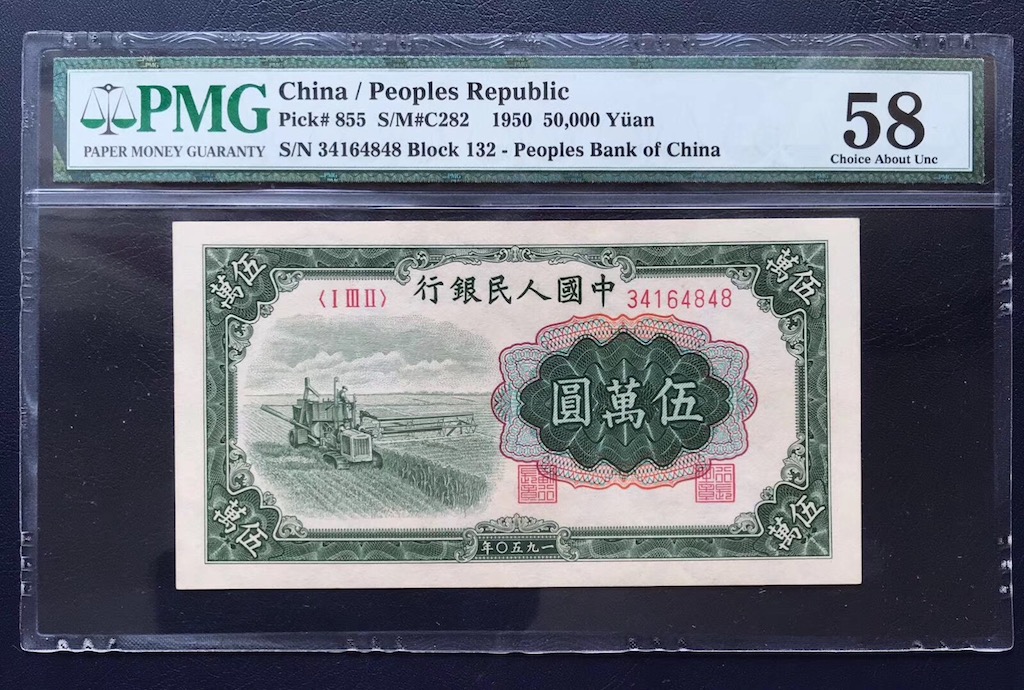 PMG
PAPER MONEY GUARANTY
China / Peoples Republic
Pick# 855 S/M#C282 1950 50,000 Yüan
S/N 34164848 Block 132 - Peoples Bank of China
58
Choice About Unc
行銀民人國中
〈I III II〉
34164848
伍萬
伍萬
圓萬伍
伍萬
伍萬
年〇五九一